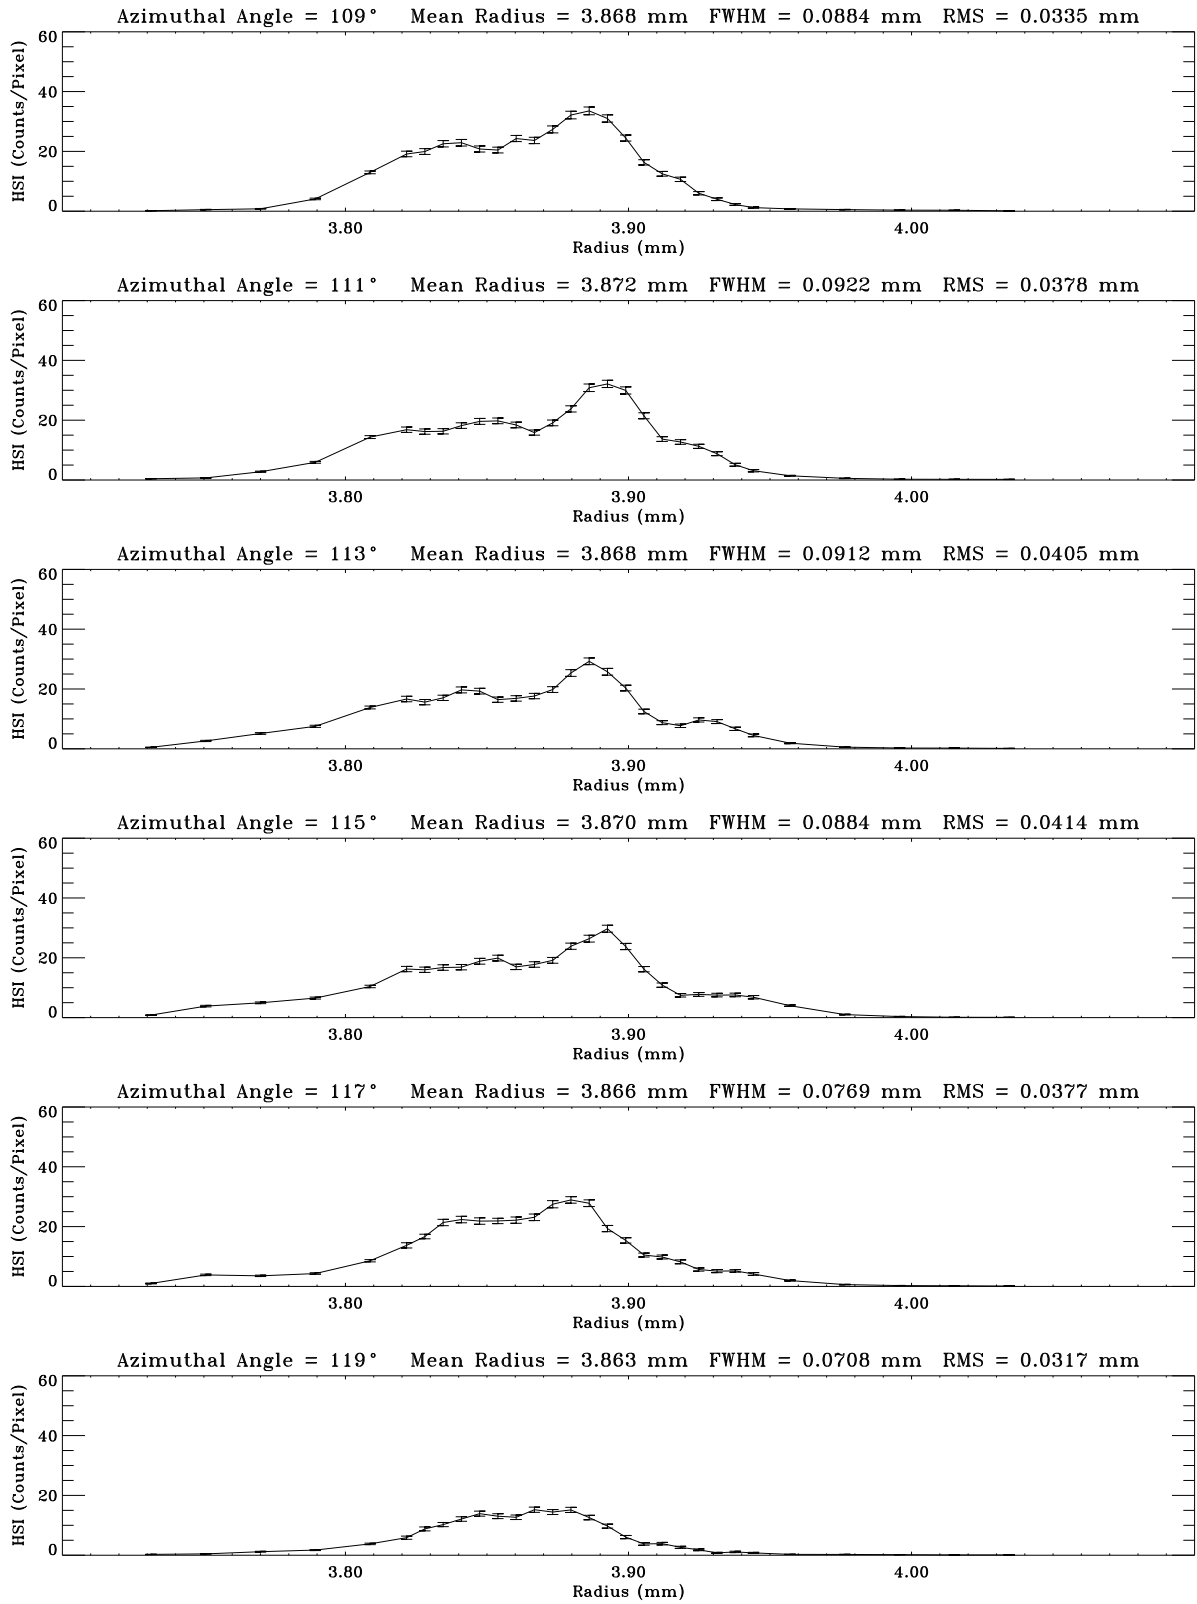 Azimuthal Angle = 109° Mean Radius = 3.868 mm FWHM = 0.0884 mm RMS = 0.0335 mm
HSI (Counts/Pixel)
60
40
20
0
3.80 3.90 4.00
Radius (mm)
Azimuthal Angle = 111° Mean Radius = 3.872 mm FWHM = 0.0922 mm RMS = 0.0378 mm
HSI (Counts/Pixel)
60
40
20
0
3.80 3.90 4.00
Radius (mm)
Azimuthal Angle = 113° Mean Radius = 3.868 mm FWHM = 0.0912 mm RMS = 0.0405 mm
HSI (Counts/Pixel)
60
40
20
0
3.80 3.90 4.00
Radius (mm)
Azimuthal Angle = 115° Mean Radius = 3.870 mm FWHM = 0.0884 mm RMS = 0.0414 mm
HSI (Counts/Pixel)
60
40
20
0
3.80 3.90 4.00
Radius (mm)
Azimuthal Angle = 117° Mean Radius = 3.866 mm FWHM = 0.0769 mm RMS = 0.0377 mm
HSI (Counts/Pixel)
60
40
20
0
3.80 3.90 4.00
Radius (mm)
Azimuthal Angle = 119° Mean Radius = 3.863 mm FWHM = 0.0708 mm RMS = 0.0317 mm
HSI (Counts/Pixel)
60
40
20
0
3.80 3.90 4.00
Radius (mm)